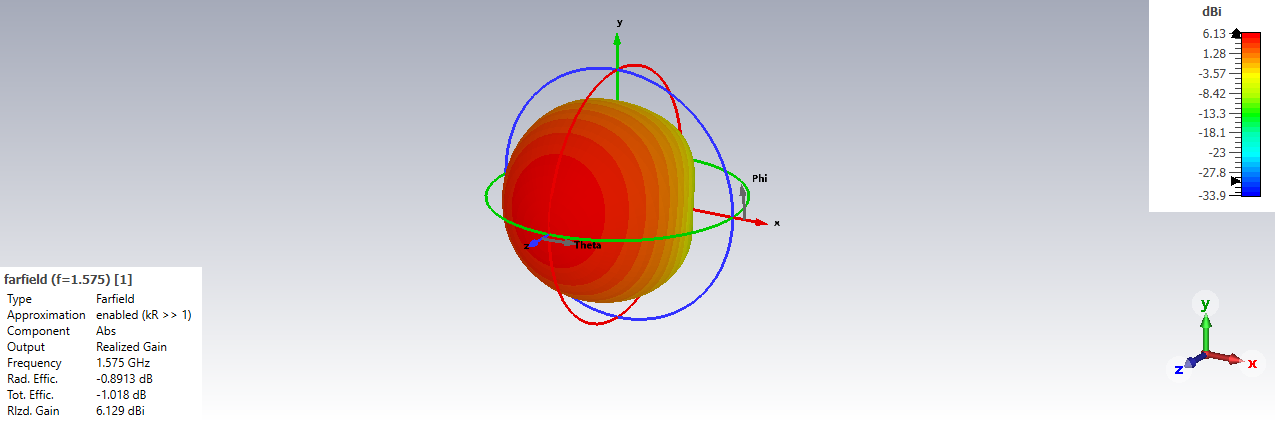 dBi
6.13
1.28
-3.57
-8.42
-13.3
-18.1
-23
-27.8
-33.9
y
Phi
x
z
Theta
farfield (f=1.575) [1]
Type Farfield
Approximation enabled (kR >> 1)
Component Abs
Output Realized Gain
Frequency 1.575 GHz
Rad. Effic. -0.8913 dB
Tot. Effic. -1.018 dB
Rlzd. Gain 6.129 dBi
y
x
z